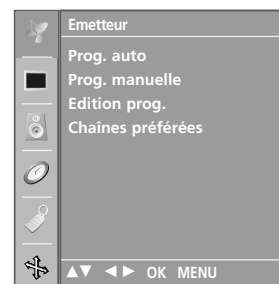 Emetteur
Prog. auto
Prog. manuelle
Edition prog.
Chaînes préférées
▲▼ ◄► OK MENU